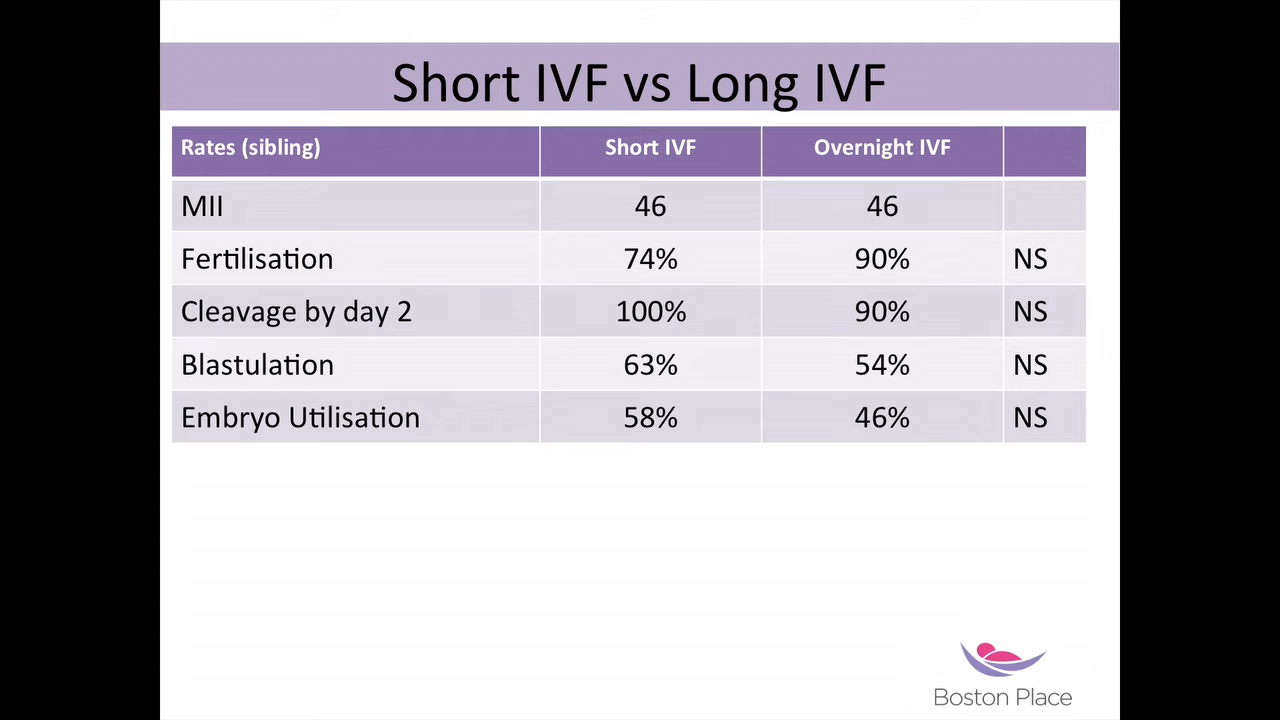 Short IVF vs Long IVF
Rates (sibling) Short IVF Overnight IVF
MII 46 46
Fertilisation 74% 90% NS
Cleavage by day 2 100% 90% NS
Blastulation 63% 54% NS
Embryo Utilisation 58% 46% NS
Boston Place